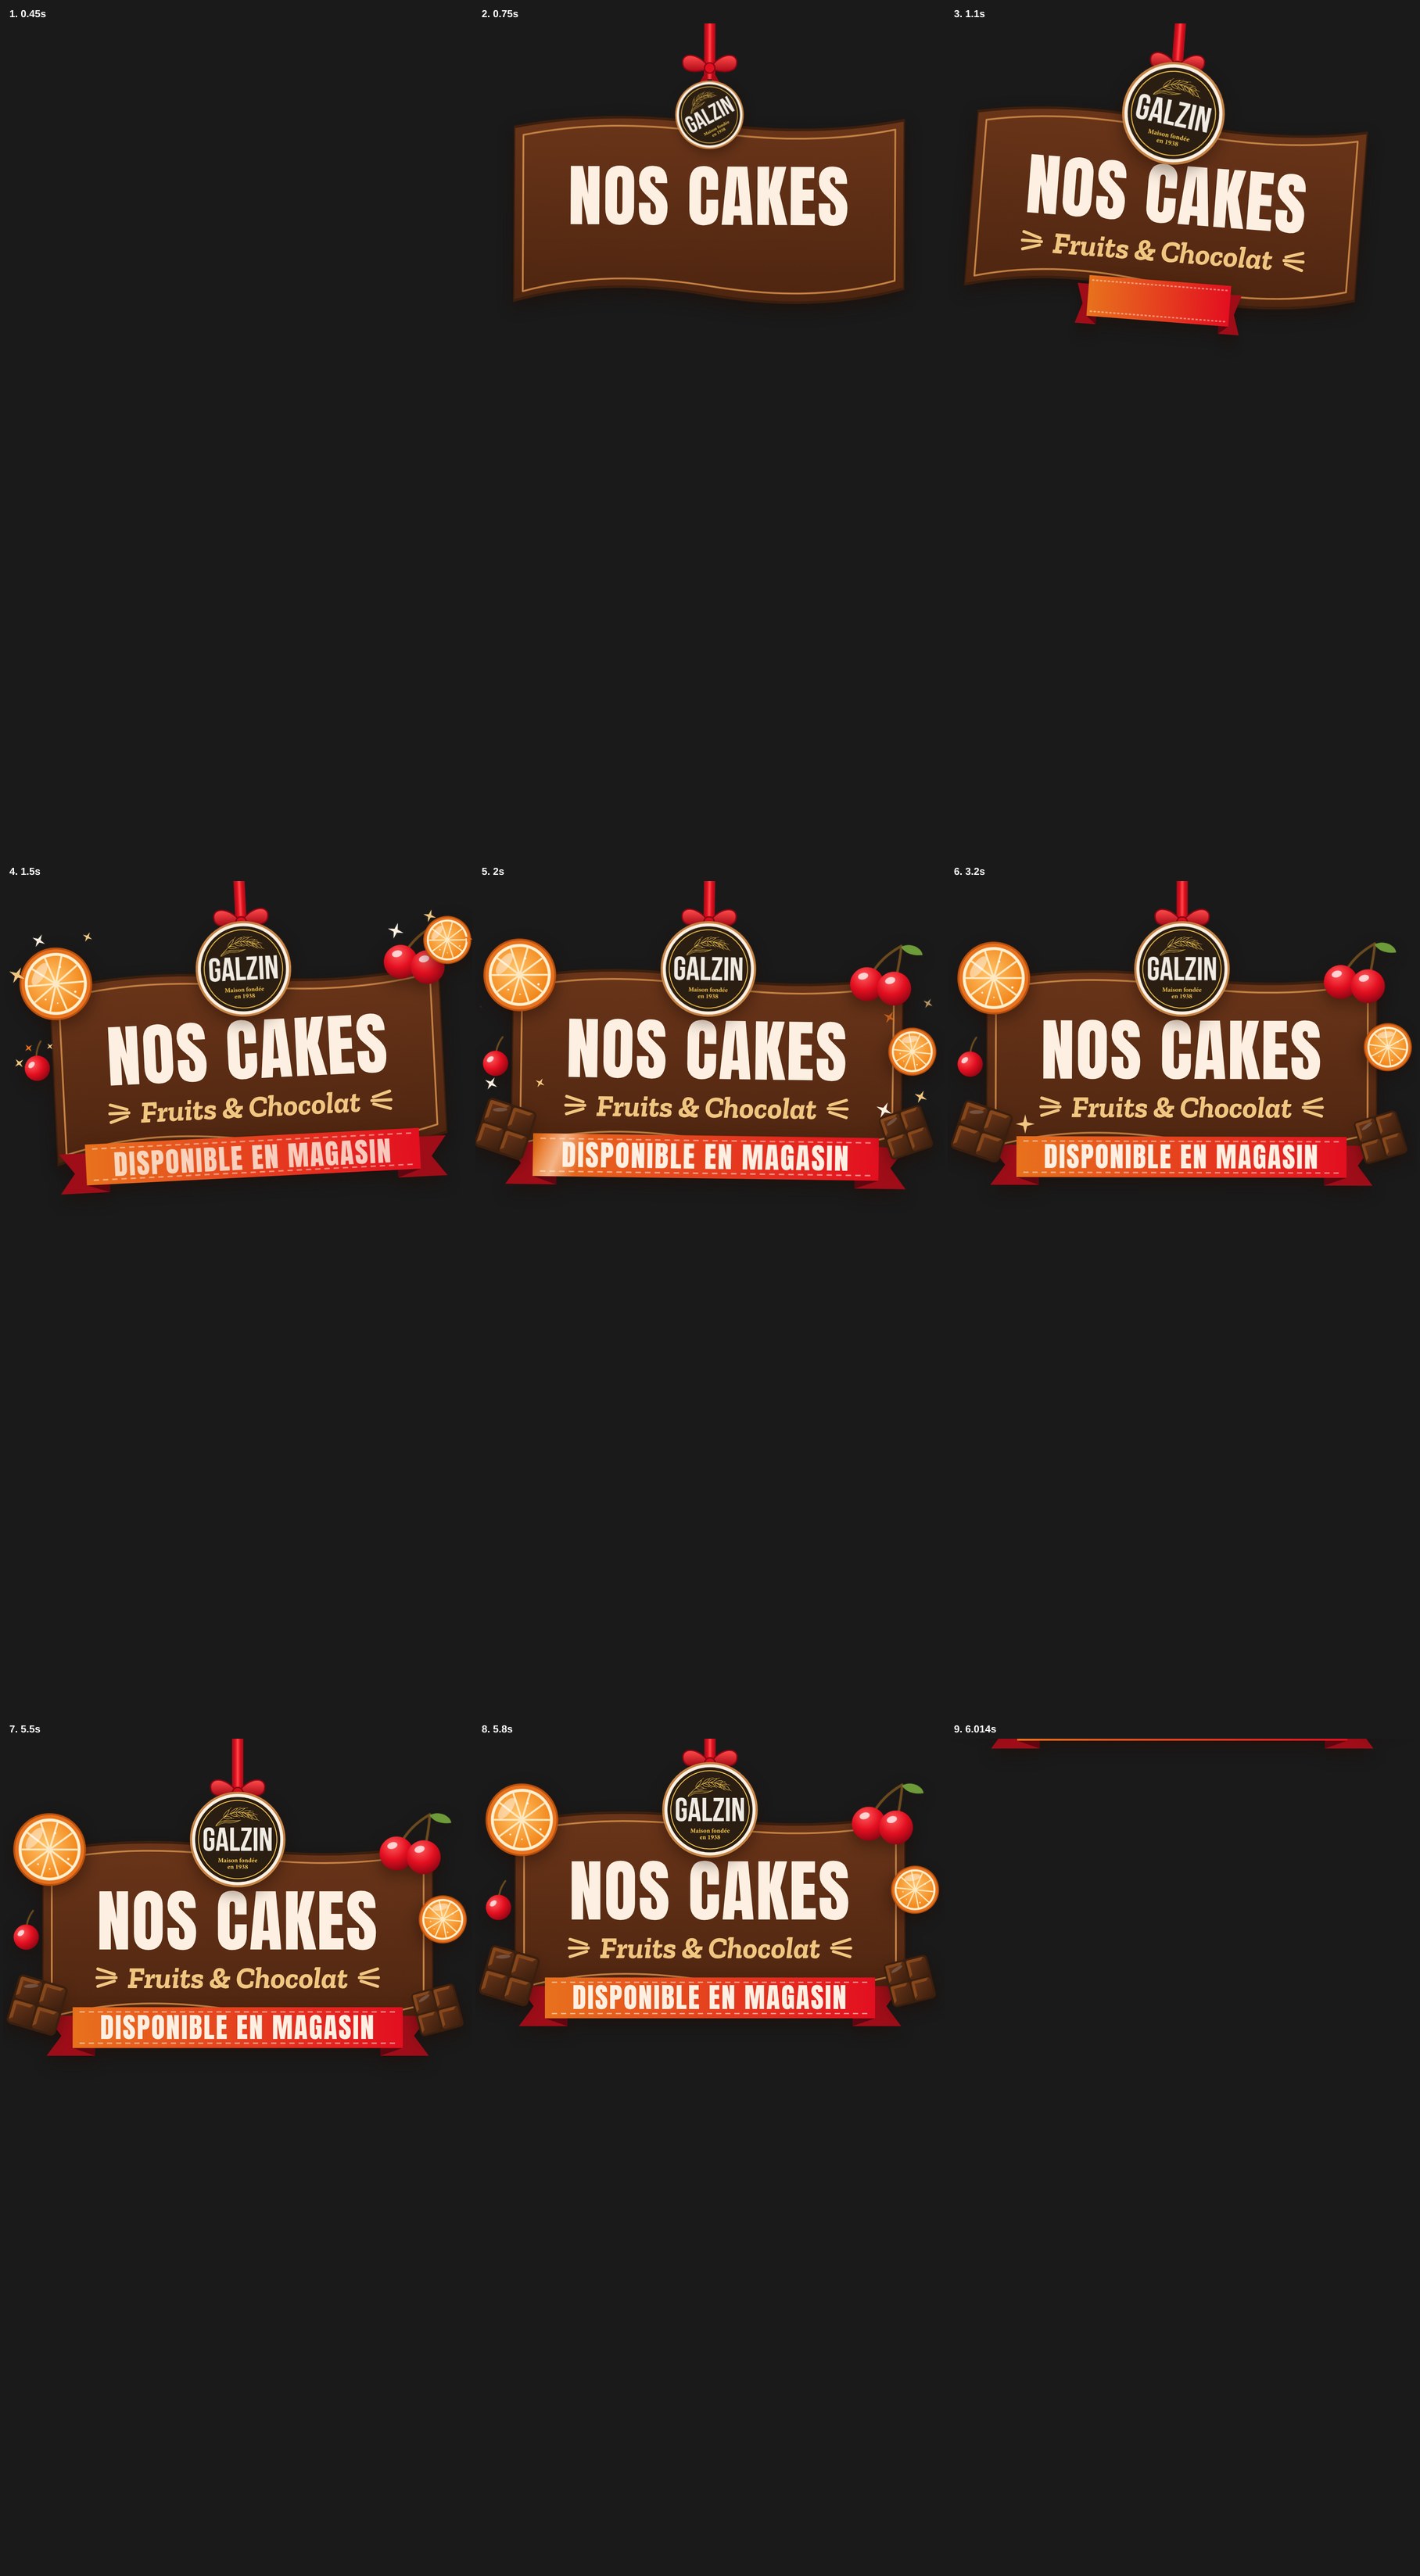 1. 0.45s
2. 0.75s
GALZIN
Maison fondée
en 1938
NOS CAKES
3. 1.1s
GALZIN
Maison fondée
en 1938
NOS CAKES
Fruits & Chocolat
4. 1.5s
GALZIN
Maison fondée
en 1938
NOS CAKES
Fruits & Chocolat
DISPONIBLE EN MAGASIN
5. 2s
GALZIN
Maison fondée
en 1938
NOS CAKES
Fruits & Chocolat
DISPONIBLE EN MAGASIN
6. 3.2s
GALZIN
Maison fondée
en 1938
NOS CAKES
Fruits & Chocolat
DISPONIBLE EN MAGASIN
7. 5.5s
GALZIN
Maison fondée
en 1938
NOS CAKES
Fruits & Chocolat
DISPONIBLE EN MAGASIN
8. 5.8s
GALZIN
Maison fondée
en 1938
NOS CAKES
Fruits & Chocolat
DISPONIBLE EN MAGASIN
9. 6.014s